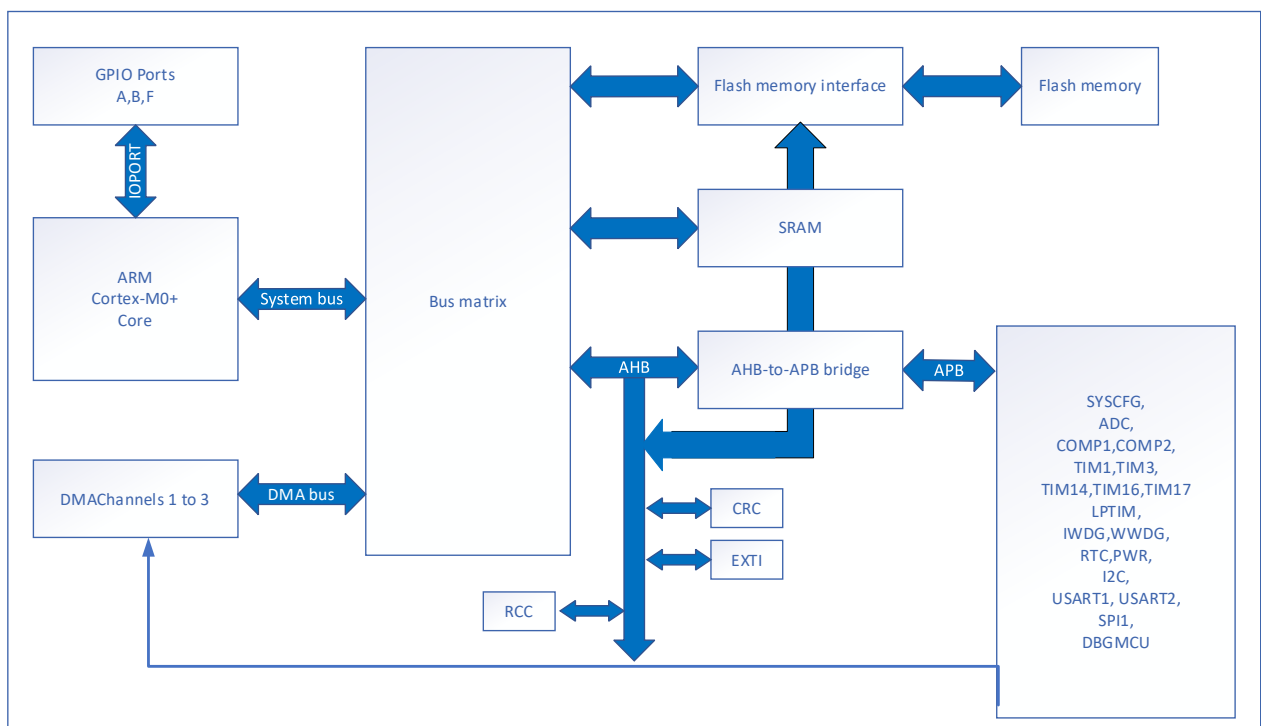 GPIO Ports
A,B,F
IOPORT
ARM
Cortex-M0+
Core
System bus
DMAChannels 1 to 3
DMA bus
Bus matrix
Flash memory interface
Flash memory
SRAM
AHB
AHB-to-APB bridge
APB
CRC
EXTI
RCC
SYSCFG,
ADC,
COMP1,COMP2,
TIM1,TIM3,
TIM14,TIM16,TIM17
LPTIM,
IWDG,WWDG,
RTC,PWR,
I2C,
USART1, USART2,
SPI1,
DBGMCU